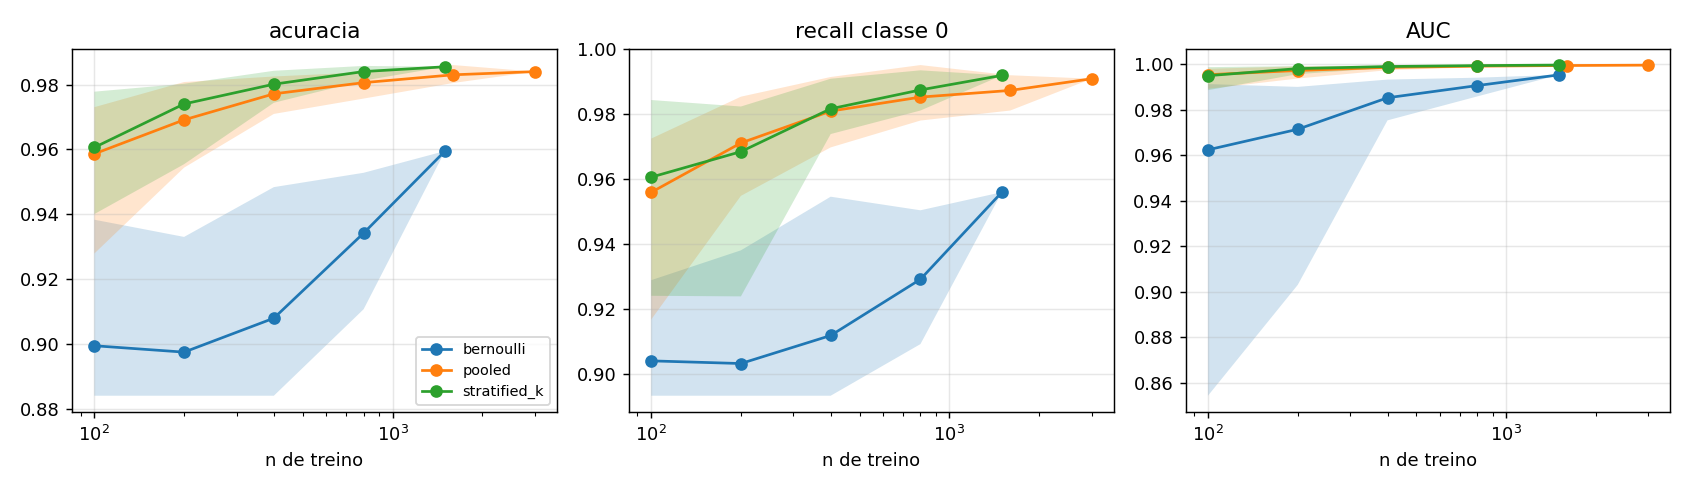 acuracia
0.98
0.96
0.94
0.92
0.90
0.88
10²
10³
n de treino
bernoulli
pooled
stratified_k
recall classe 0
1.00
0.98
0.96
0.94
0.92
0.90
10²
10³
n de treino
AUC
1.00
0.98
0.96
0.94
0.92
0.90
0.88
0.86
10²
10³
n de treino